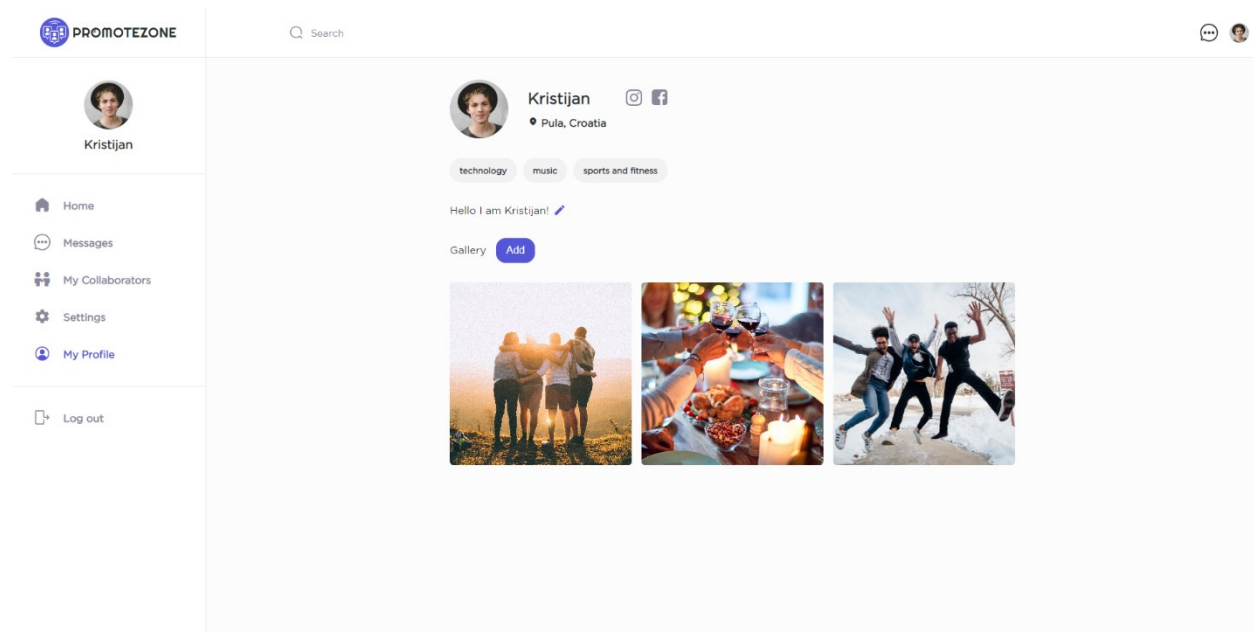 PROMOTEZONE
Search
Kristijan
Home
Messages
My Collaborators
Settings
My Profile
Log out
Kristijan
Pula, Croatia
technology music sports and fitness
Hello I am Kristijan!
Gallery Add